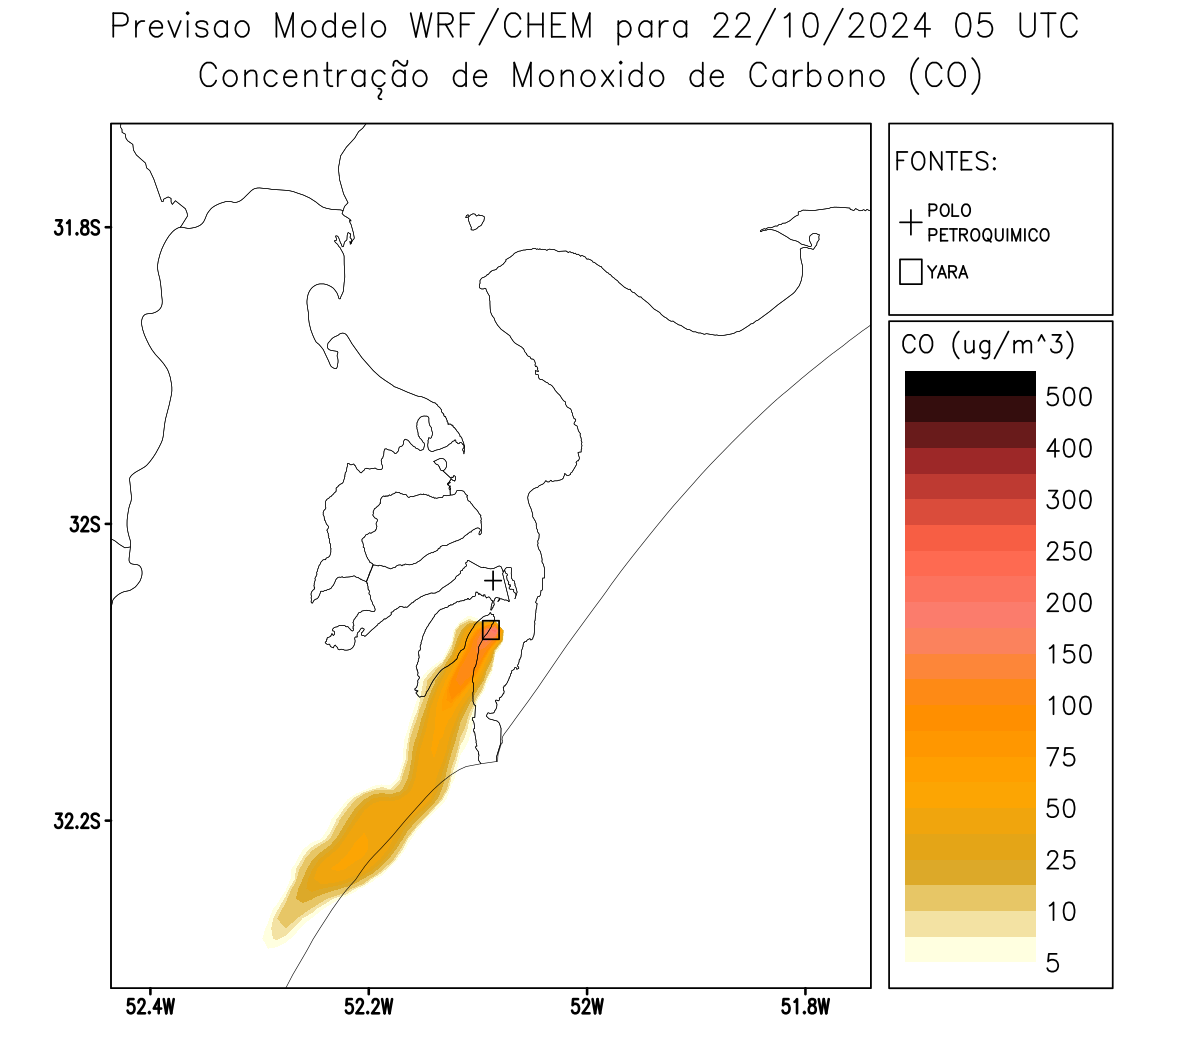 Previsao Modelo WRF/CHEM para 22/10/2024 05 UTC
Concentração de Monoxido de Carbono (CO)
FONTES:
POLO
PETROQUIMICO
YARA
CO (ug/m^3)
500
400
300
250
200
150
100
75
50
25
10
5
31.8S
32S
32.2S
52.4W
52.2W
52W
51.8W